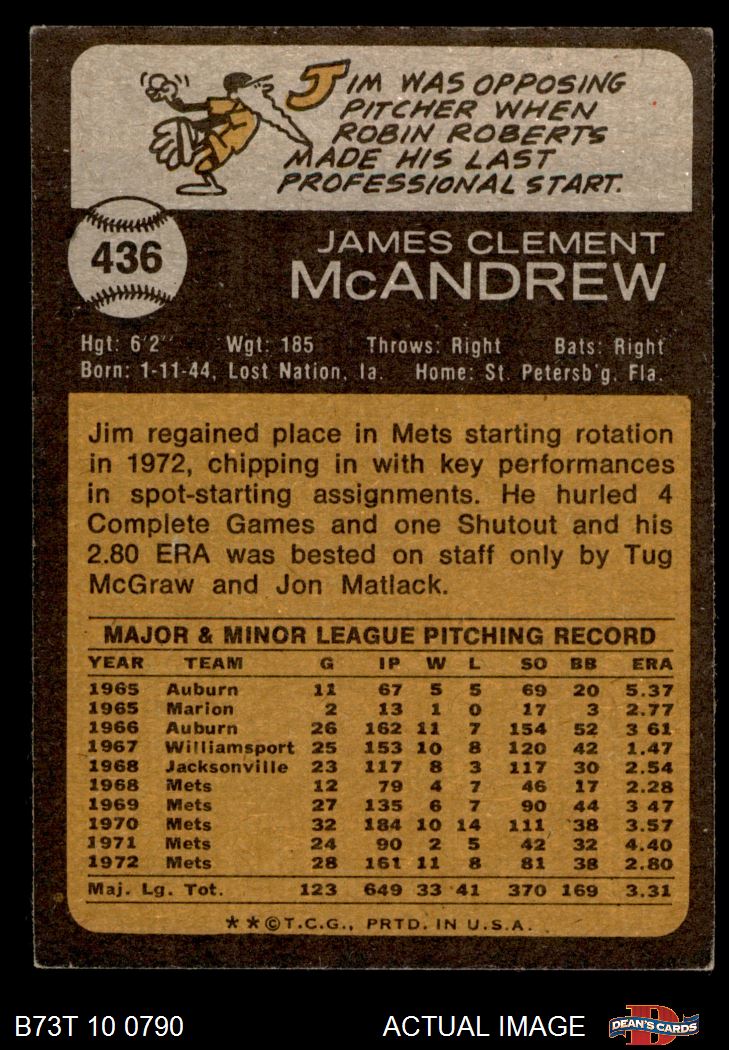 JIM WAS OPPOSING
PITCHER WHEN
ROBIN ROBERTS
MADE HIS LAST
PROFESSIONAL START.
436
JAMES CLEMENT
McANDREW
Hgt: 6'2" Wgt: 185 Throws: Right Bats: Right
Born: 1-11-44, Lost Nation, Ia. Home: St. Petersb'g, Fla.
Jim regained place in Mets starting rotation
in 1972, chipping in with key performances
in spot-starting assignments. He hurled 4
Complete Games and one Shutout and his
2.80 ERA was bested on staff only by Tug
McGraw and Jon Matlack.
MAJOR & MINOR LEAGUE PITCHING RECORD
YEAR TEAM G IP W L SO BB ERA
1965 Auburn 11 67 5 5 69 20 5.37
1965 Marion 2 13 1 0 17 3 2.77
1966 Auburn 26 162 11 7 154 52 3 61
1967 Williamsport 25 153 10 8 120 42 1.47
1968 Jacksonville 23 117 8 3 117 30 2.54
1968 Mets 12 79 4 7 46 17 2.28
1969 Mets 27 135 6 7 90 44 3 47
1970 Mets 32 184 10 14 111 38 3.57
1971 Mets 24 90 2 5 42 32 4.40
1972 Mets 28 161 11 8 81 38 2.80
Maj. Lg. Tot. 123 649 33 41 370 169 3.31
**©T.C.G., PRTD. IN U.S.A.
B73T 10 0790 ACTUAL IMAGE D DEAN'S CARDS